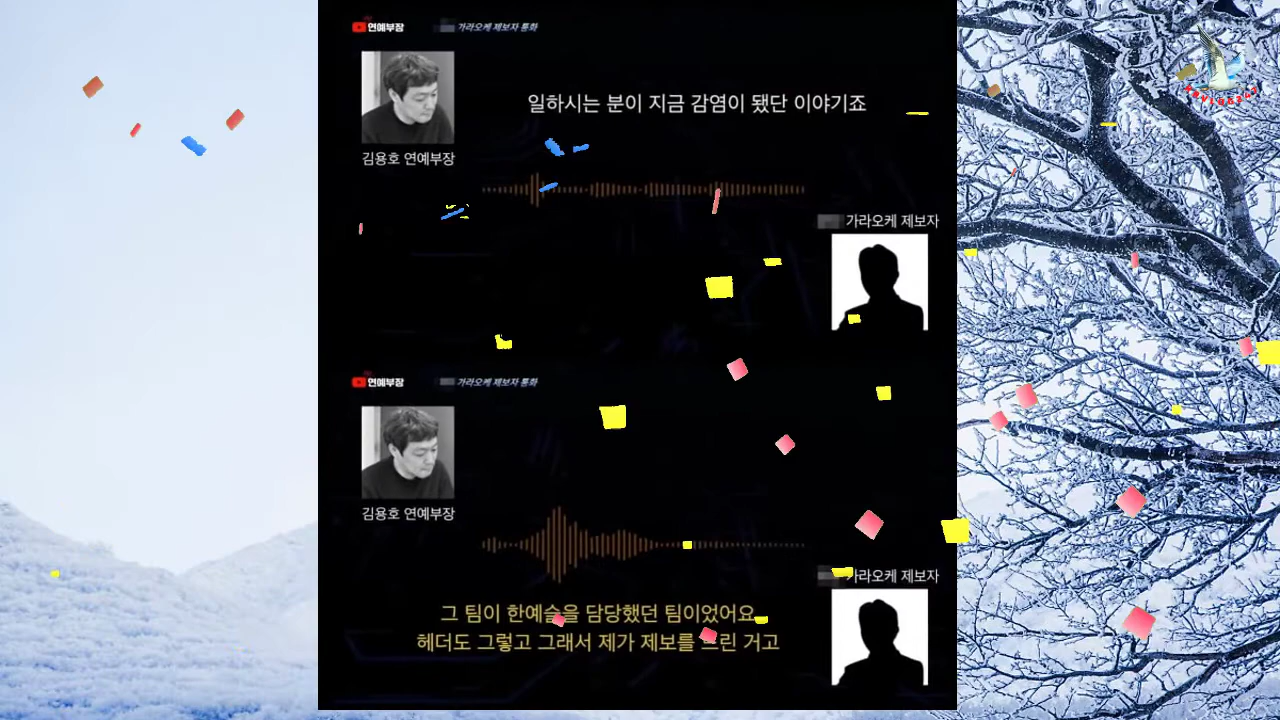 연예부장
가라오케 제보자 통화
일하시는 분이 지금 감염이 됐단 이야기죠
김용호 연예부장
가라오케 제보자
연예부장
가라오케 제보자 통화
김용호 연예부장
가라오케 제보자
그 팀이 한예슬을 담당했던 팀이었어요
헤더도 그렇고 그래서 제가 제보를 드린 거고